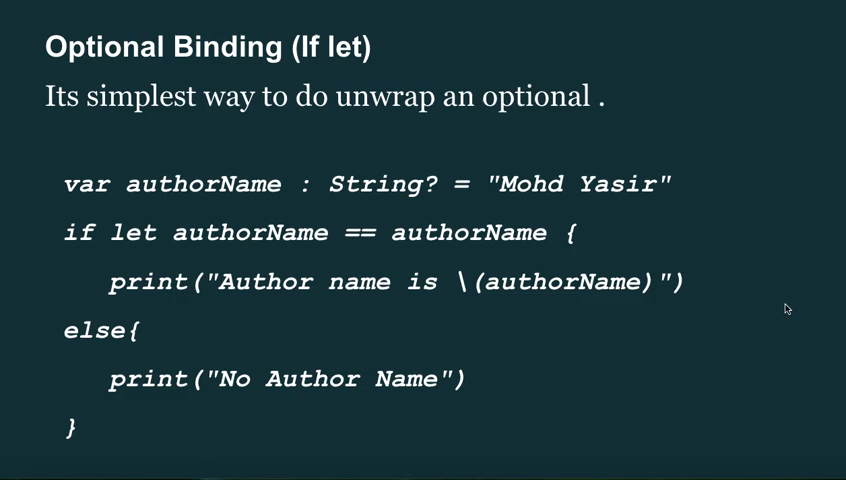 Optional Binding (If let)
Its simplest way to do unwrap an optional .
var authorName : String? = "Mohd Yasir"
if let authorName == authorName {
print("Author name is \(authorName)")
else{
print("No Author Name")
}